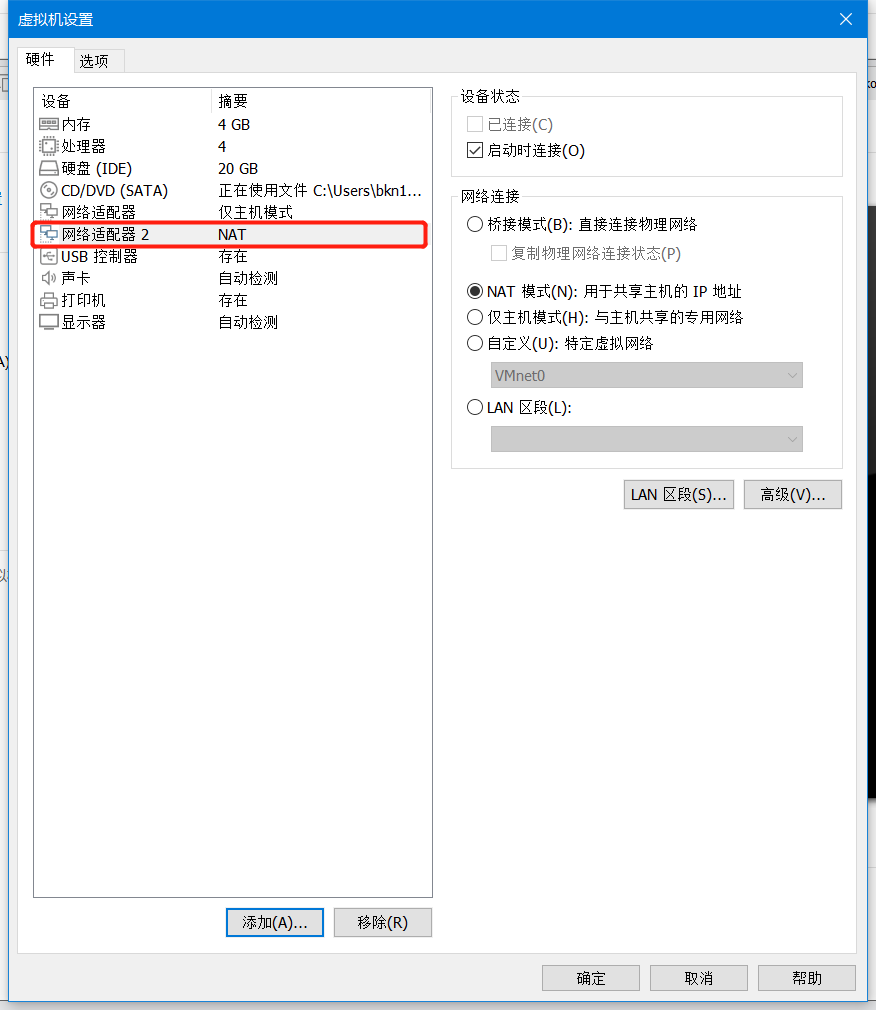 虚拟机设置
硬件 选项
设备 摘要
内存 4 GB
处理器 4
硬盘 (IDE) 20 GB
CD/DVD (SATA) 正在使用文件 C:\Users\bkn1...
网络适配器 仅主机模式
网络适配器 2 NAT
USB 控制器 存在
声卡 自动检测
打印机 存在
显示器 自动检测
添加(A)... 移除(R)
设备状态
已连接(C)
启动时连接(O)
网络连接
桥接模式(B): 直接连接物理网络
复制物理网络连接状态(P)
NAT 模式(N): 用于共享主机的 IP 地址
仅主机模式(H): 与主机共享的专用网络
自定义(U): 特定虚拟网络
VMnet0
LAN 区段(L):
LAN 区段(S)... 高级(V)...
确定 取消 帮助